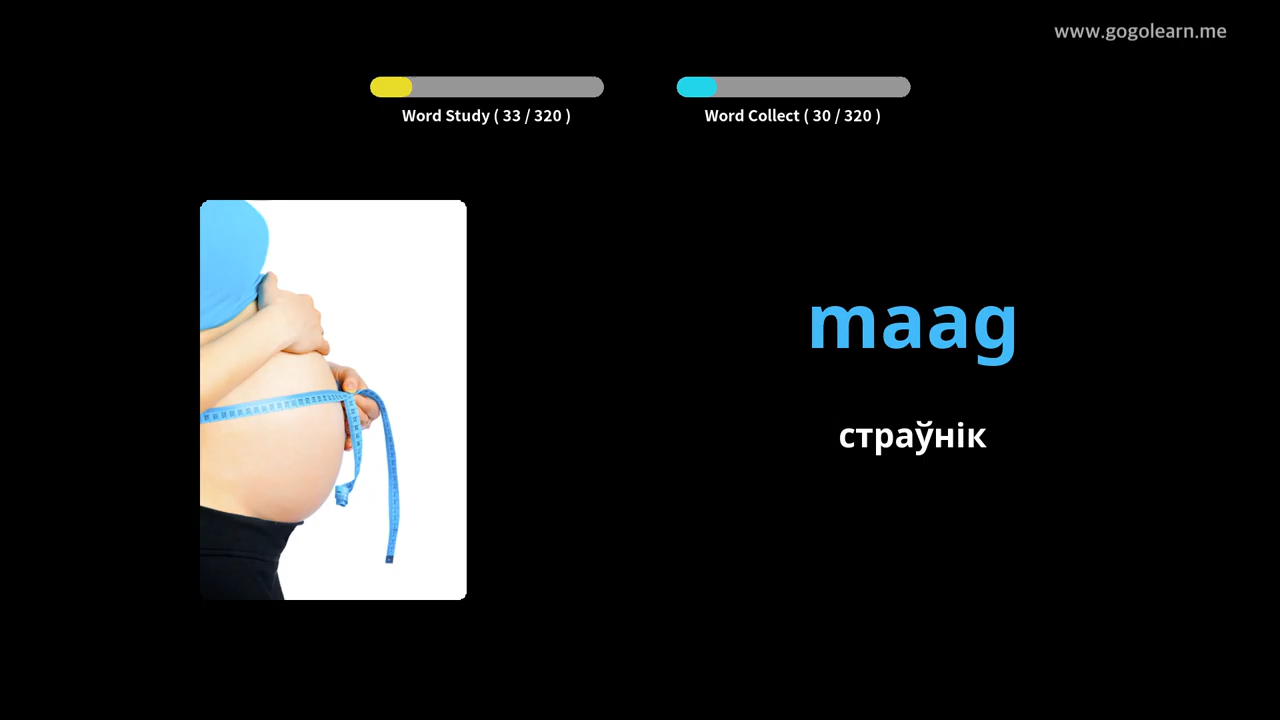 www.gogolearn.me
Word Study ( 33 / 320 )
Word Collect ( 30 / 320 )
maag
страўнік